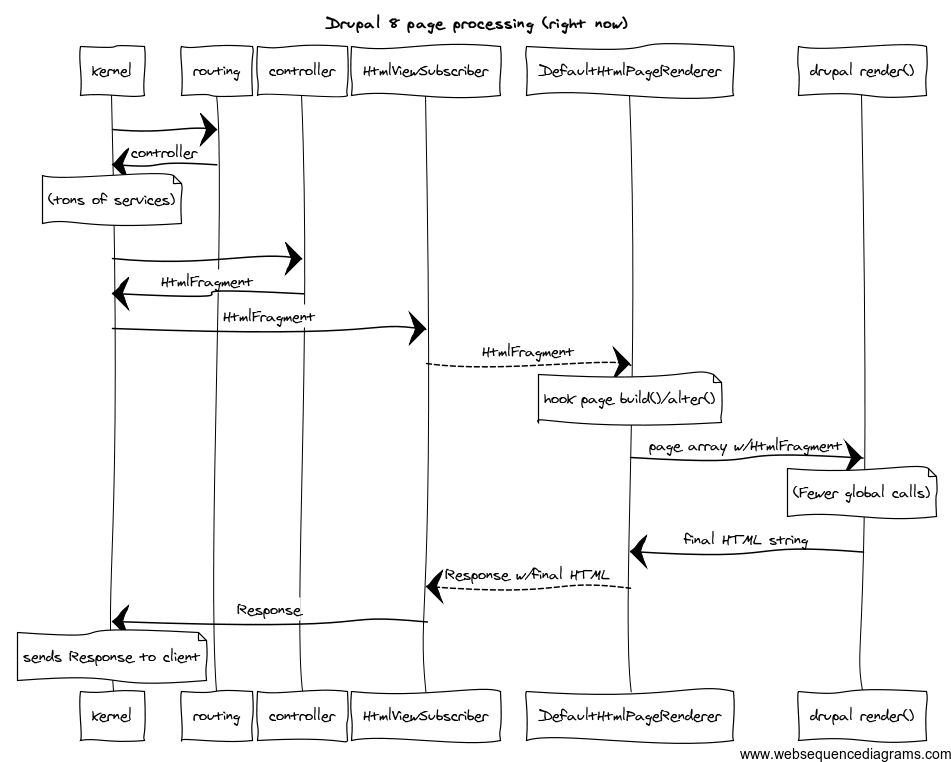 Drupal 8 page processing (right now)
kernel
routing
controller
HtmlViewSubscriber
DefaultHtmlPageRenderer
drupal render()
controller
(tons of services)
HtmlFragment
HtmlFragment
HtmlFragment
hook page build()/alter()
page array w/HtmlFragment
(Fewer global calls)
final HTML string
Response w/final HTML
Response
sends Response to client
kernel
routing
controller
HtmlViewSubscriber
DefaultHtmlPageRenderer
drupal render()
www.websequencediagrams.com